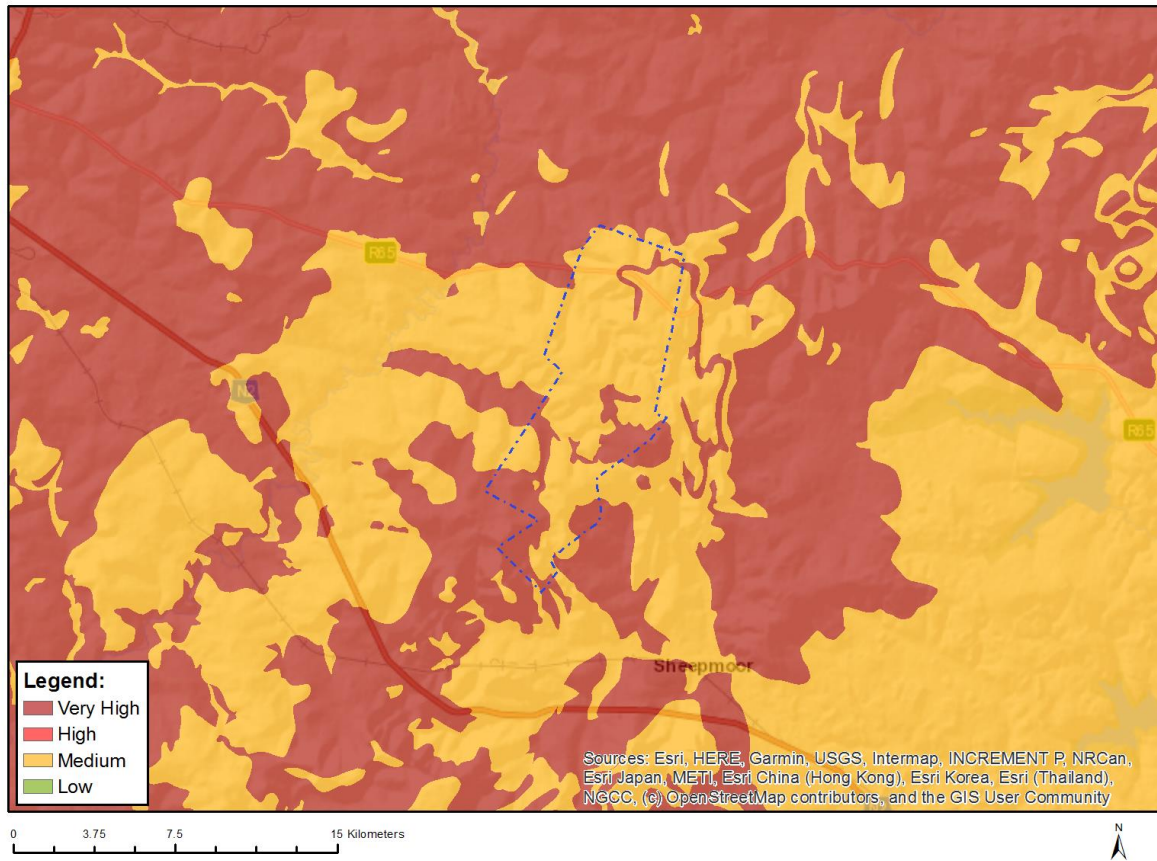 R65
N2
R65
Sheepmoor
Legend:
Very High
High
Medium
Low
Sources: Esri, HERE, Garmin, USGS, Intermap, INCREMENT P, NRCan,
Esri Japan, METI, Esri China (Hong Kong), Esri Korea, Esri (Thailand),
NGCC, (c) OpenStreetMap contributors, and the GIS User Community
0 3.75 7.5 15 Kilometers
N